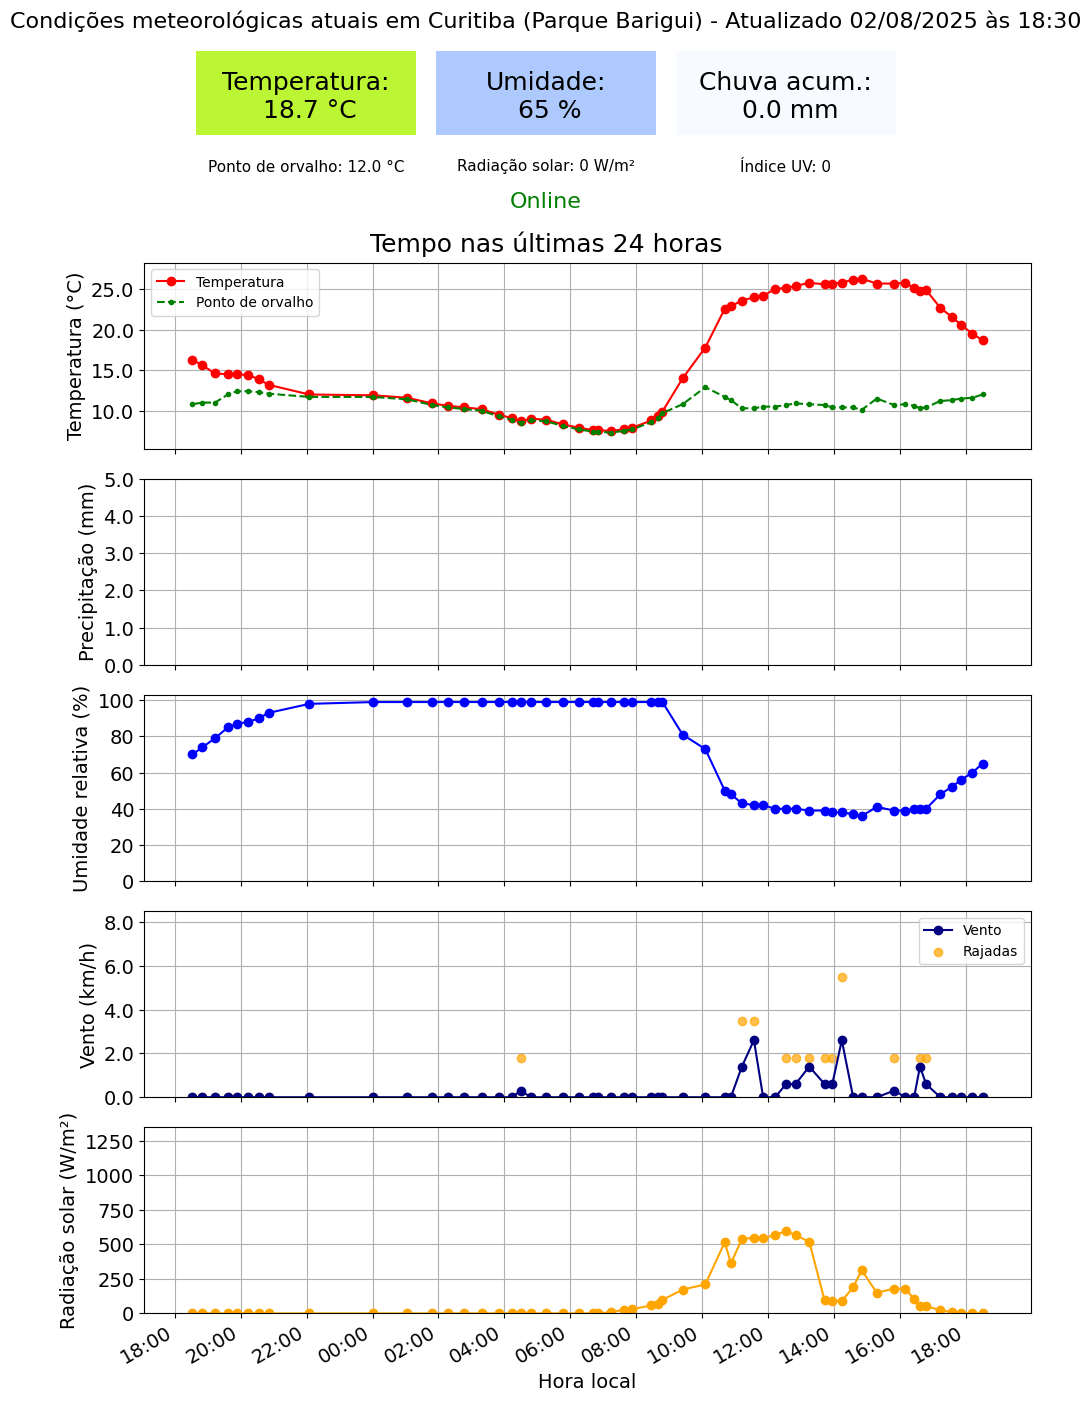 Condições meteorológicas atuais em Curitiba (Parque Barigui) - Atualizado 02/08/2025 às 18:30
Temperatura:
18.7 °C
Umidade:
65 %
Chuva acum.:
0.0 mm
Ponto de orvalho: 12.0 °C
Radiação solar: 0 W/m²
Índice UV: 0
Online
Tempo nas últimas 24 horas
Temperatura (°C)
25.0
20.0
15.0
10.0
Temperatura
Ponto de orvalho
Precipitação (mm)
5.0
4.0
3.0
2.0
1.0
0.0
Umidade relativa (%)
100
80
60
40
20
0
Vento (km/h)
8.0
6.0
4.0
2.0
0.0
Vento
Rajadas
Radiação solar (W/m²)
1250
1000
750
500
250
0
18:00
20:00
22:00
00:00
02:00
04:00
06:00
08:00
10:00
12:00
14:00
16:00
18:00
Hora local